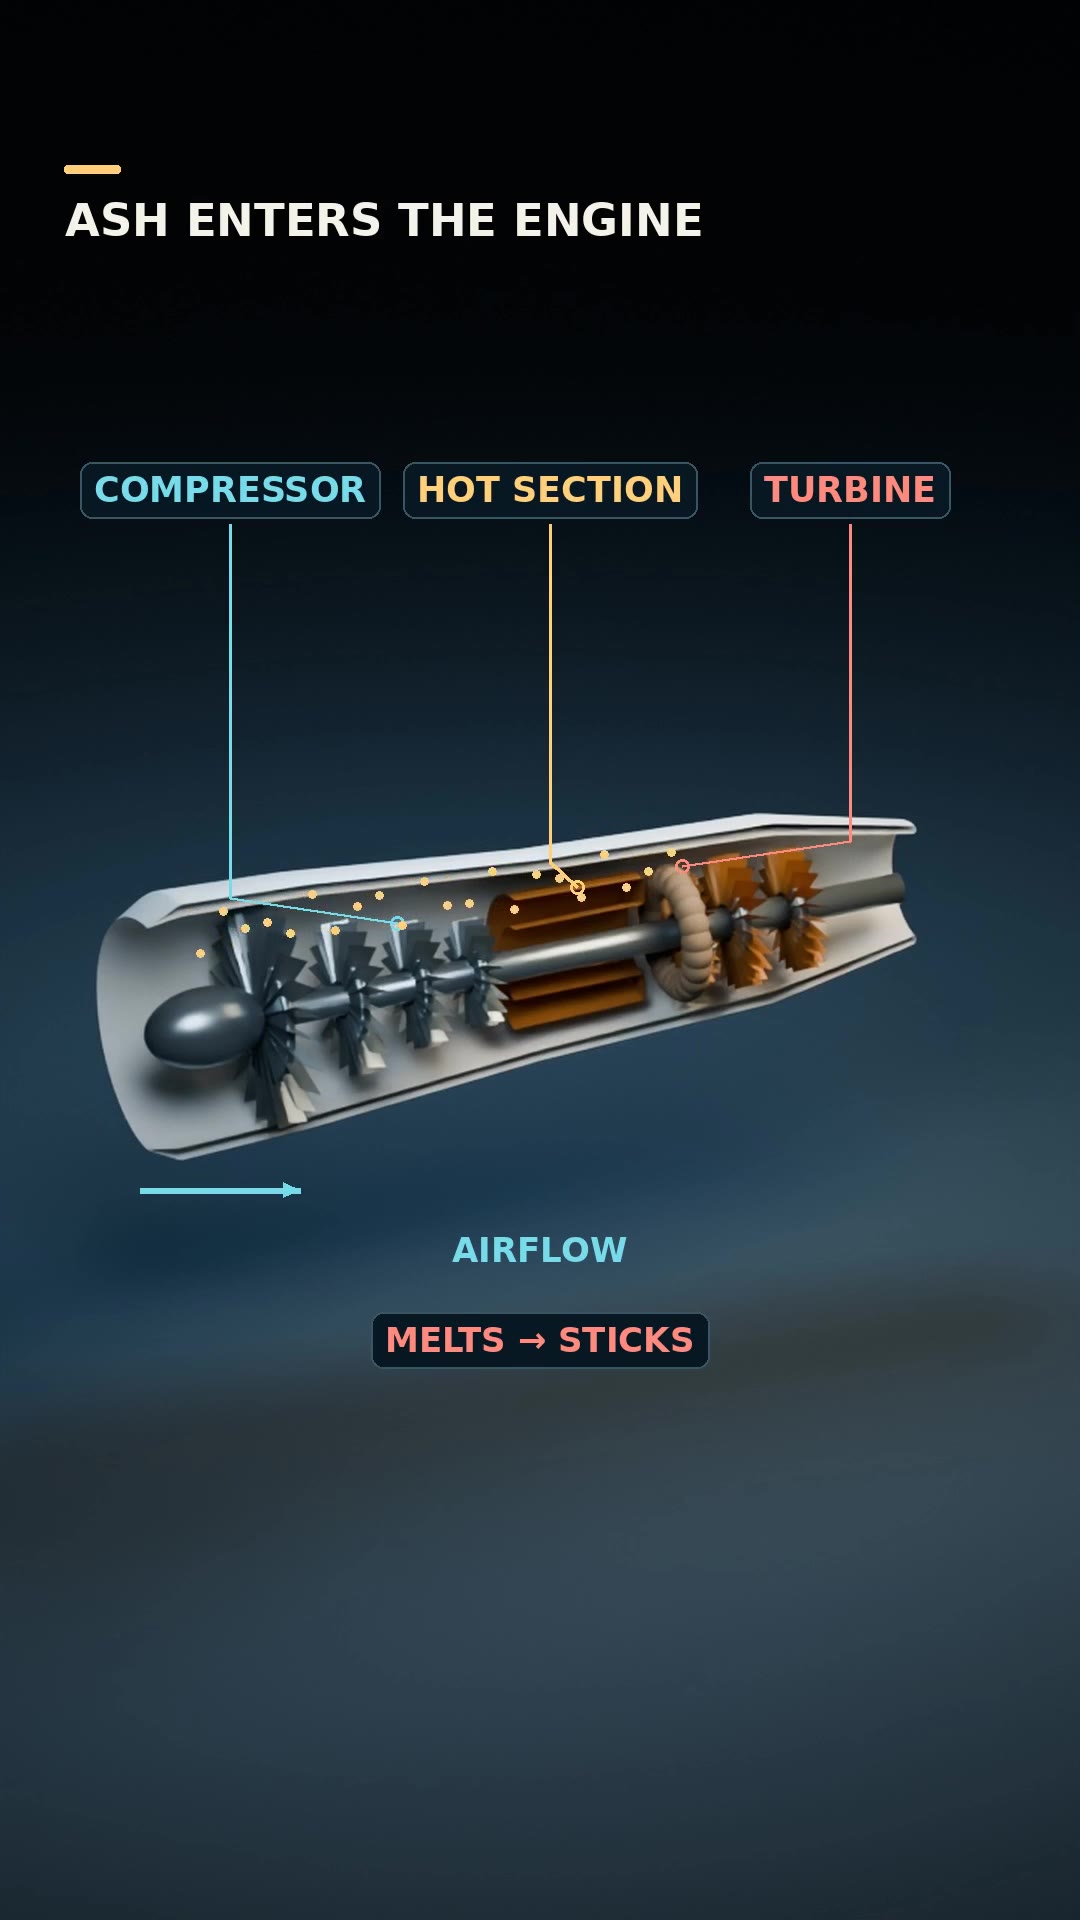 ASH ENTERS THE ENGINE
COMPRESSOR
HOT SECTION
TURBINE
AIRFLOW
MELTS → STICKS